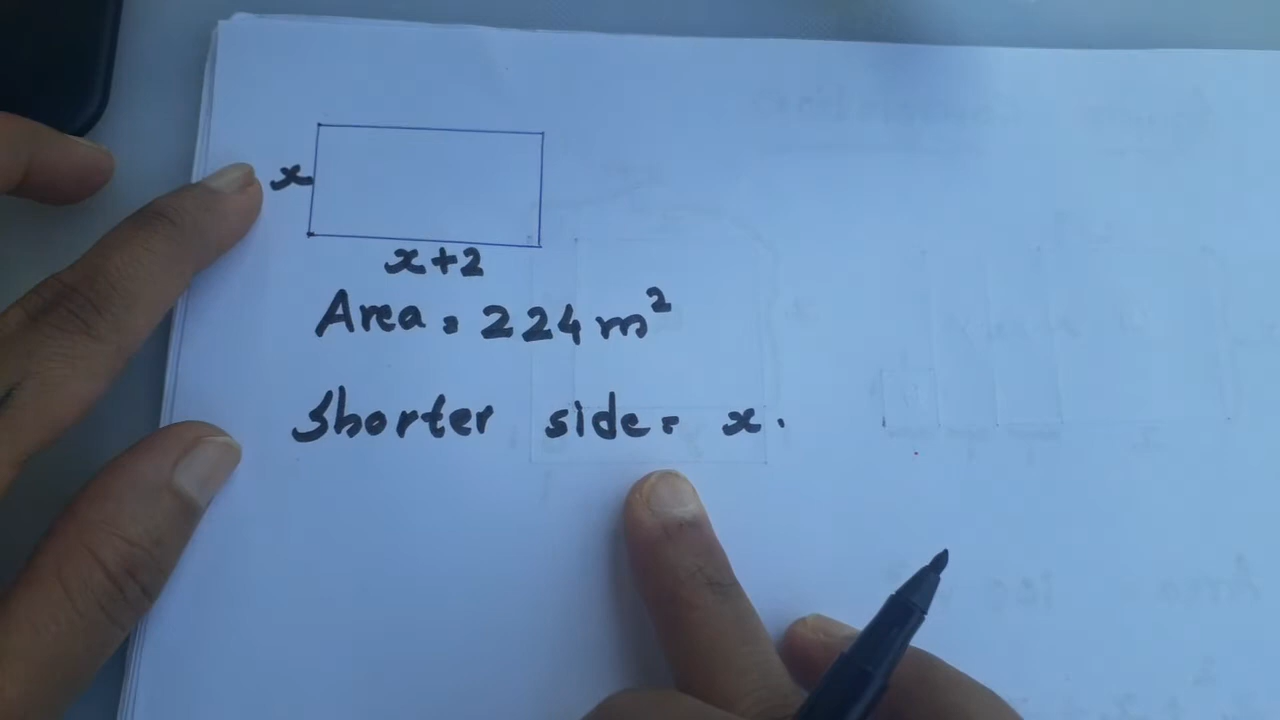 x
x+2
Area = 224 m²
Shorter side = x.